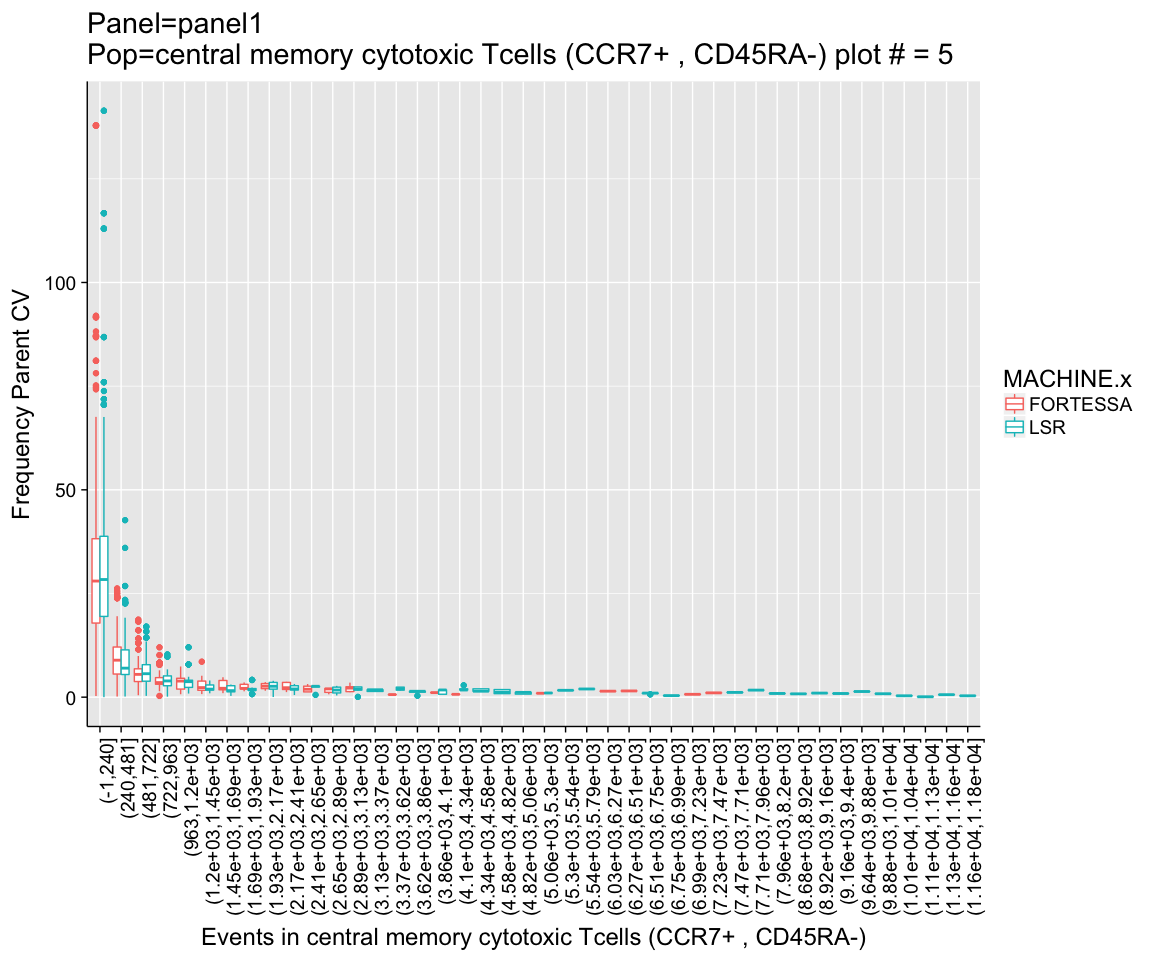 Panel=panel1
Pop=central memory cytotoxic Tcells (CCR7+ , CD45RA-) plot # = 5
Frequency Parent CV
100
50
0
MACHINE.x
FORTESSA
LSR
(-1,240]
(240,481]
(481,722]
(722,963]
(963,1.2e+03]
(1.2e+03,1.45e+03]
(1.45e+03,1.69e+03]
(1.69e+03,1.93e+03]
(1.93e+03,2.17e+03]
(2.17e+03,2.41e+03]
(2.41e+03,2.65e+03]
(2.65e+03,2.89e+03]
(2.89e+03,3.13e+03]
(3.13e+03,3.37e+03]
(3.37e+03,3.62e+03]
(3.62e+03,3.86e+03]
(3.86e+03,4.1e+03]
(4.1e+03,4.34e+03]
(4.34e+03,4.58e+03]
(4.58e+03,4.82e+03]
(4.82e+03,5.06e+03]
(5.06e+03,5.3e+03]
(5.3e+03,5.54e+03]
(5.54e+03,5.79e+03]
(6.03e+03,6.27e+03]
(6.27e+03,6.51e+03]
(6.51e+03,6.75e+03]
(6.75e+03,6.99e+03]
(6.99e+03,7.23e+03]
(7.23e+03,7.47e+03]
(7.47e+03,7.71e+03]
(7.71e+03,7.96e+03]
(7.96e+03,8.2e+03]
(8.68e+03,8.92e+03]
(8.92e+03,9.16e+03]
(9.16e+03,9.4e+03]
(9.64e+03,9.88e+03]
(9.88e+03,1.01e+04]
(1.01e+04,1.04e+04]
(1.11e+04,1.13e+04]
(1.13e+04,1.16e+04]
(1.16e+04,1.18e+04]
Events in central memory cytotoxic Tcells (CCR7+ , CD45RA-)